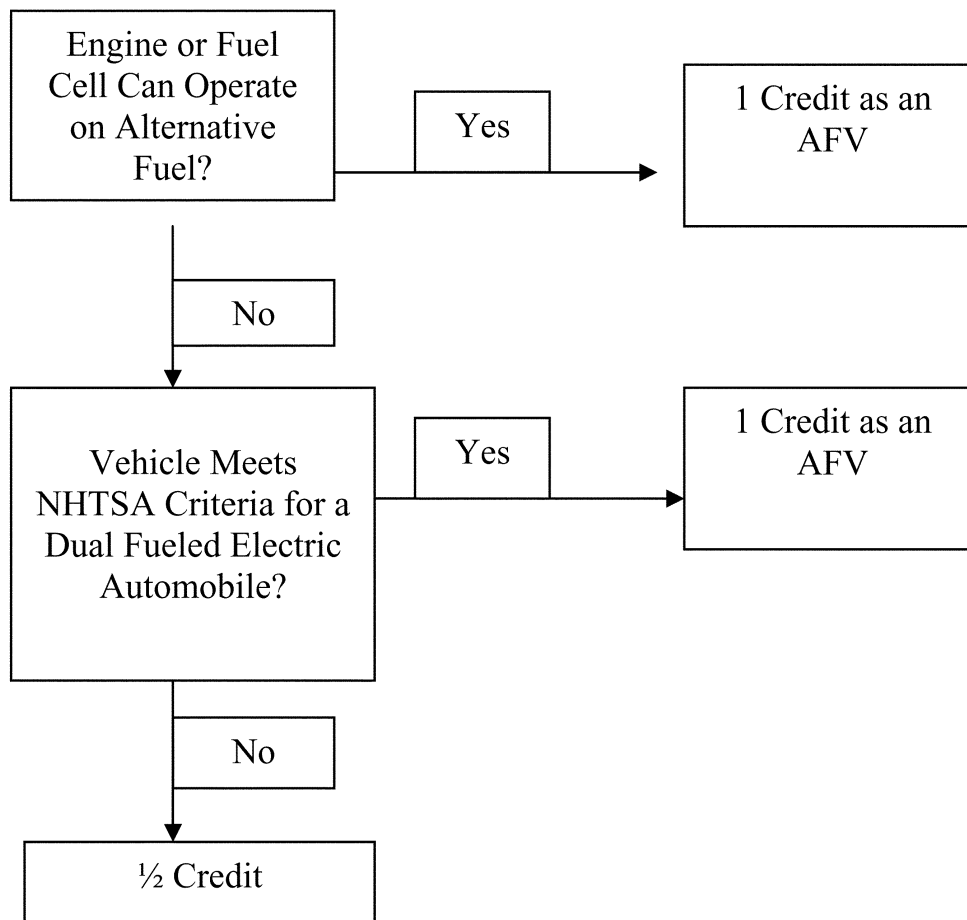 Engine or Fuel
Cell Can Operate
on Alternative
Fuel?
Yes
1 Credit as an
AFV
No
Vehicle Meets
NHTSA Criteria for a
Dual Fueled Electric
Automobile?
Yes
1 Credit as an
AFV
No
½ Credit